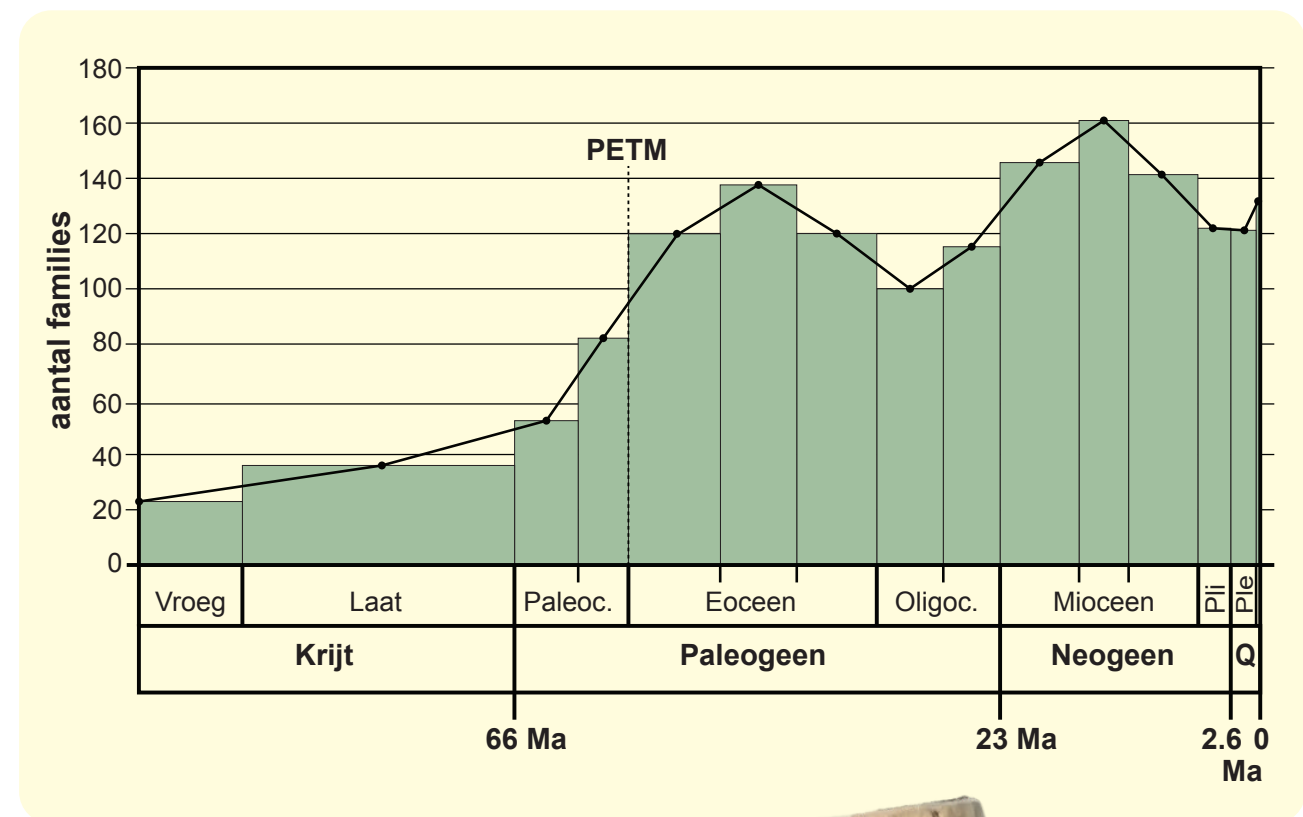 180
160
PETM
140
120
100
80
60
40
20
0
aantal families
Vroeg Laat Paleoc. Eoceen Oligoc. Mioceen Pli Ple
Krijt Paleogeen Neogeen Q
66 Ma 23 Ma 2.6 0
Ma